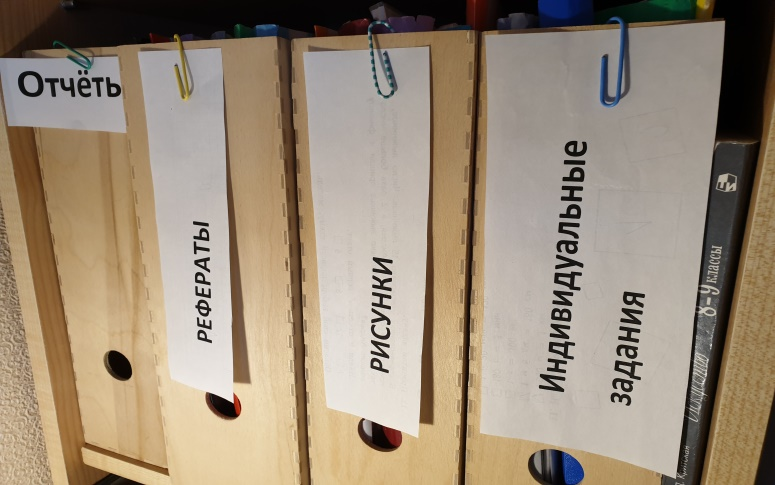 Отчёть
РЕФЕРАТЫ
РИСУНКИ
Индивидуальные
задания
8-9 классы